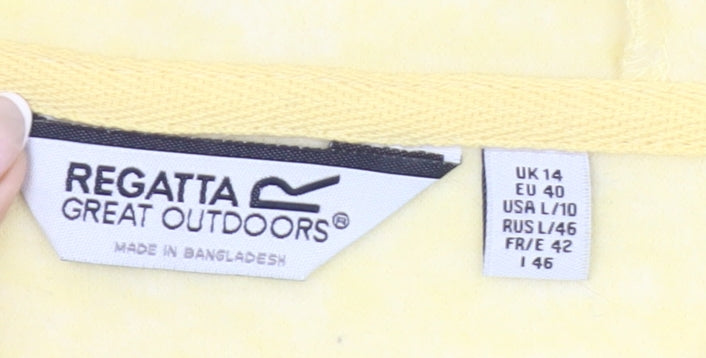 REGATTA
GREAT OUTDOORS®
MADE IN BANGLADESH
UK 14
EU 40
USA L/10
RUS L/46
FR/E 42
I 46